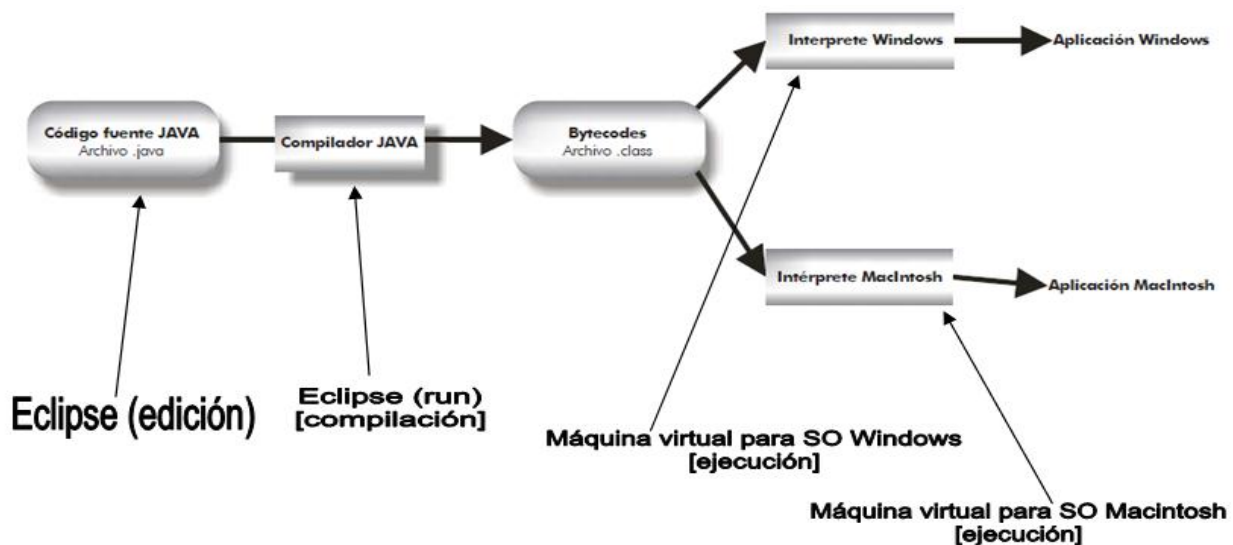 Interprete Windows
Aplicación Windows
Código fuente JAVA
Archivo .java
Compilador JAVA
Bytecodes
Archivo .class
Intérprete MacIntosh
Aplicación MacIntosh
Eclipse (edición)
Eclipse (run)
[compilación]
Máquina virtual para SO Windows
[ejecución]
Máquina virtual para SO Macintosh
[ejecución]